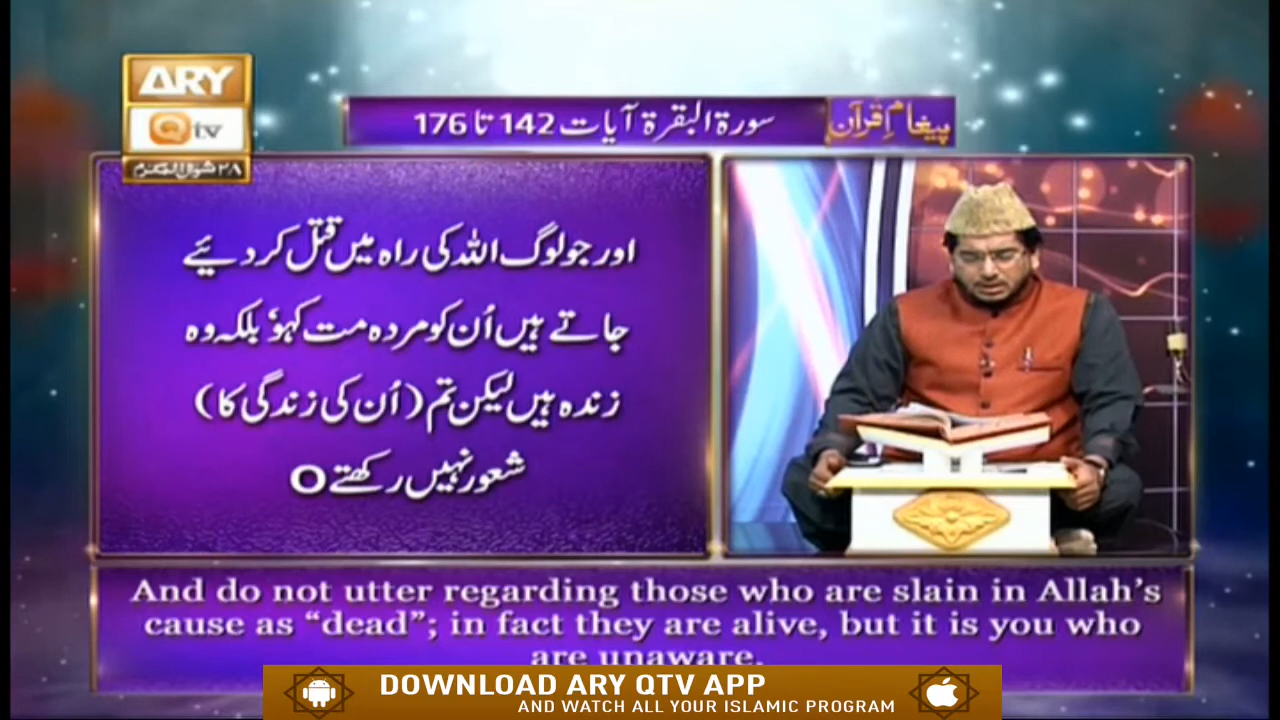 ARY
Qtv
۲۸ شوال المکرم
پیغامِ قرآن
سورۃ البقرۃ آیات 142 تا 176
اور جو لوگ اللہ کی راہ میں قتل کر دیئے
جاتے ہیں اُن کو مردہ مت کہو، بلکہ وہ
زندہ ہیں لیکن تم (اُن کی زندگی کا)
شعور نہیں رکھتے O
And do not utter regarding those who are slain in Allah's
cause as “dead”; in fact they are alive, but it is you who
are unaware.
DOWNLOAD ARY QTV APP
AND WATCH ALL YOUR ISLAMIC PROGRAM